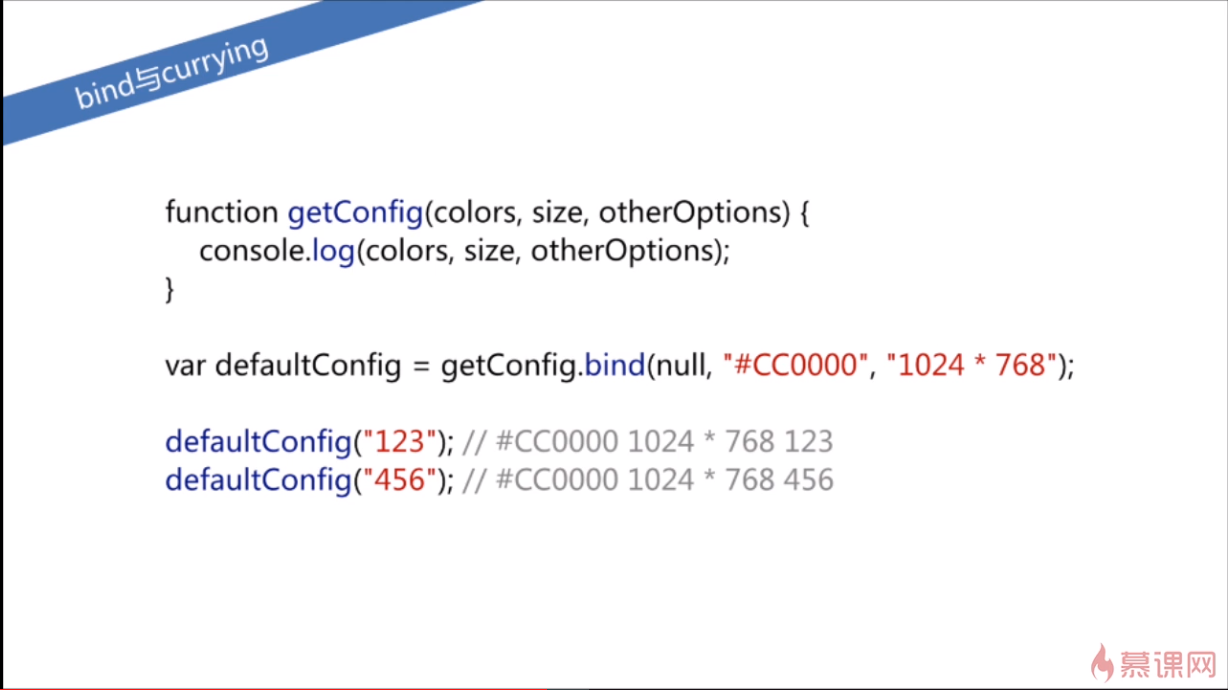 bind与currying
function getConfig(colors, size, otherOptions) {
console.log(colors, size, otherOptions);
}
var defaultConfig = getConfig.bind(null, "#CC0000", "1024 * 768");
defaultConfig("123"); // #CC0000 1024 * 768 123
defaultConfig("456"); // #CC0000 1024 * 768 456
慕课网